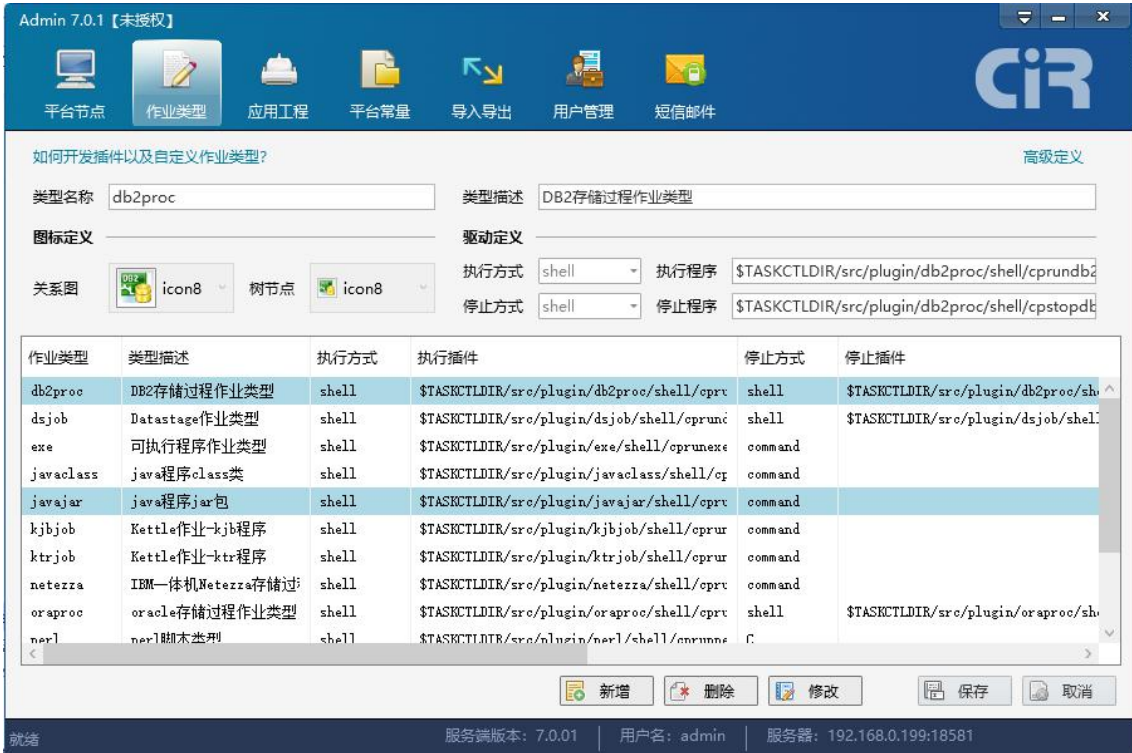 Admin 7.0.1【未授权】
CiR
平台节点 作业类型 应用工程 平台常量 导入导出 用户管理 短信邮件
如何开发插件以及自定义作业类型? 高级定义
类型名称 db2proc 类型描述 DB2存储过程作业类型
图标定义 驱动定义
执行方式 shell 执行程序 $TASKCTLDIR/src/plugin/db2proc/shell/cprundb2
关系图 icon8 树节点 icon8
停止方式 shell 停止程序 $TASKCTLDIR/src/plugin/db2proc/shell/cpstopdb
作业类型 类型描述 执行方式 执行插件 停止方式 停止插件
db2proc DB2存储过程作业类型 shell $TASKCTLDIR/src/plugin/db2proc/shell/cpru shell $TASKCTLDIR/src/plugin/db2proc/sh
dsjob Datastage作业类型 shell $TASKCTLDIR/src/plugin/dsjob/shell/cprund shell $TASKCTLDIR/src/plugin/dsjob/shell
exe 可执行程序作业类型 shell $TASKCTLDIR/src/plugin/exe/shell/cprunexe command
javaclass java程序class类 shell $TASKCTLDIR/src/plugin/javaclass/shell/cp command
javajar java程序jar包 shell $TASKCTLDIR/src/plugin/javajar/shell/cpru command
kjbjob Kettle作业-kjb程序 shell $TASKCTLDIR/src/plugin/kjbjob/shell/cprun command
ktrjob Kettle作业-ktr程序 shell $TASKCTLDIR/src/plugin/ktrjob/shell/cprun command
netezza IBM一体机Netezza存储过 shell $TASKCTLDIR/src/plugin/netezza/shell/cpru command
oraproc oracle存储过程作业类型 shell $TASKCTLDIR/src/plugin/oraproc/shell/cpru shell $TASKCTLDIR/src/plugin/oraproc/sh
perl perl脚本类型 shell $TASKCTLDIR/src/plugin/perl/shell/cprunpe C
新增 删除 修改 保存 取消
就绪 服务端版本: 7.0.01 用户名: admin 服务器: 192.168.0.199:18581